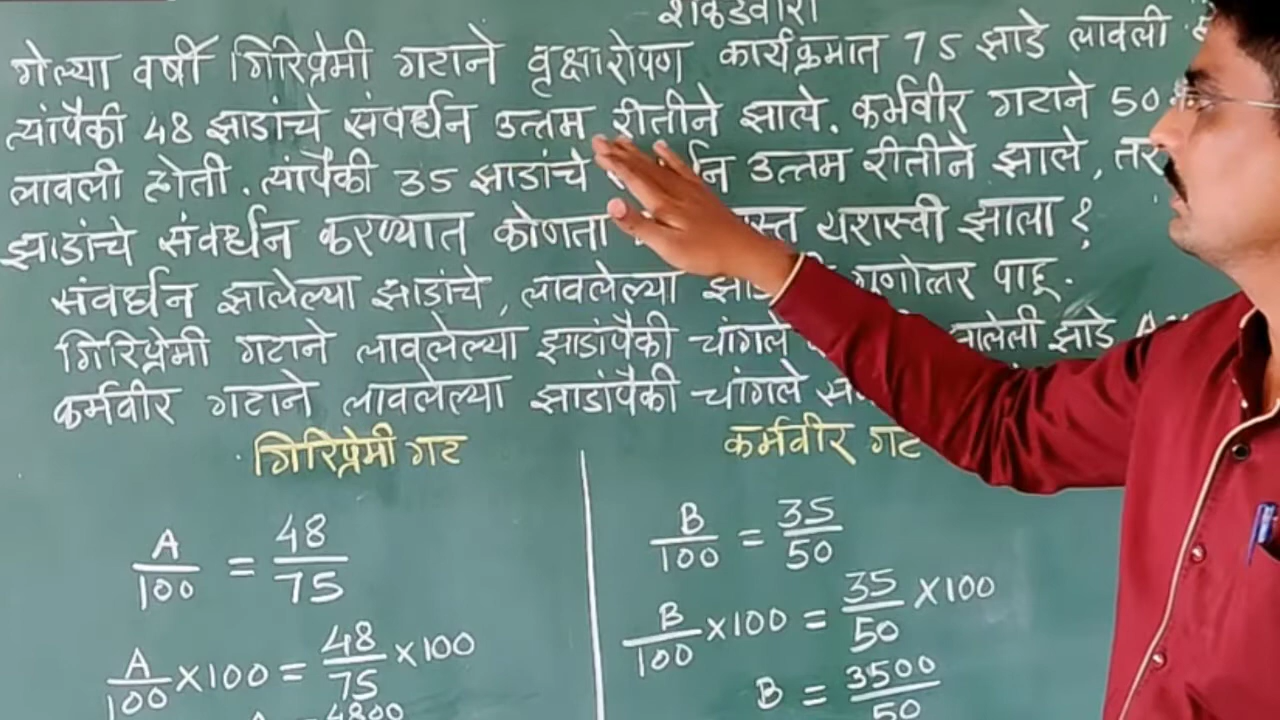 शेकडेवारी
गेल्या वर्षी गिरिप्रेमी गटाने वृक्षारोपण कार्यक्रमात 75 झाडे लावली
त्यांपैकी 48 झाडांचे संवर्धन उत्तम रीतीने झाले. कर्मवीर गटाने 50
लावली होती. त्यांपैकी 35 झाडांचे र्धन उत्तम रीतीने झाले, तर
झाडांचे संवर्धन करण्यात कोणता स्त यशस्वी झाला ?
संवर्धन झालेल्या झाडांचे, लावलेल्या गुणोत्तर पाहू.
गिरिप्रेमी गटाने लावलेल्या झाडांपैकी चांगले झालेली झाडे A
कर्मवीर गटाने लावलेल्या झाडांपैकी चांगले
गिरिप्रेमी गट
A/100 = 48/75
A/100 × 100 = 48/75 × 100
A = 4800
कर्मवीर गट
B/100 = 35/50
B/100 × 100 = 35/50 × 100
B = 3500/50